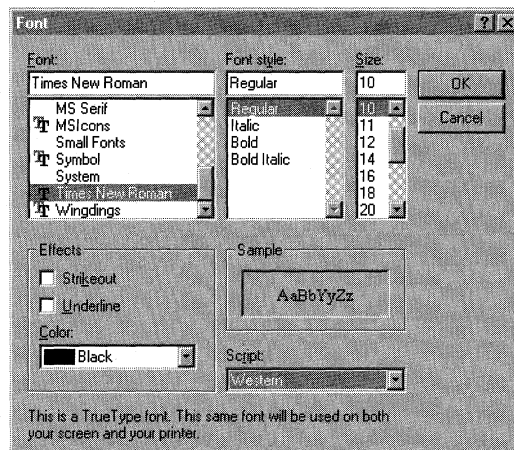 Font
Font: Font style: Size:
Times New Roman Regular 10 OK
MS Serif Regular 10 Cancel
MSIcons Italic 11
Small Fonts Bold 12
Symbol Bold Italic 14
System 16
Times New Roman 18
Wingdings 20
Effects Sample
Strikeout AaBbYyZz
Underline
Color: Script:
Black Western
This is a TrueType font. This same font will be used on both
your screen and your printer.